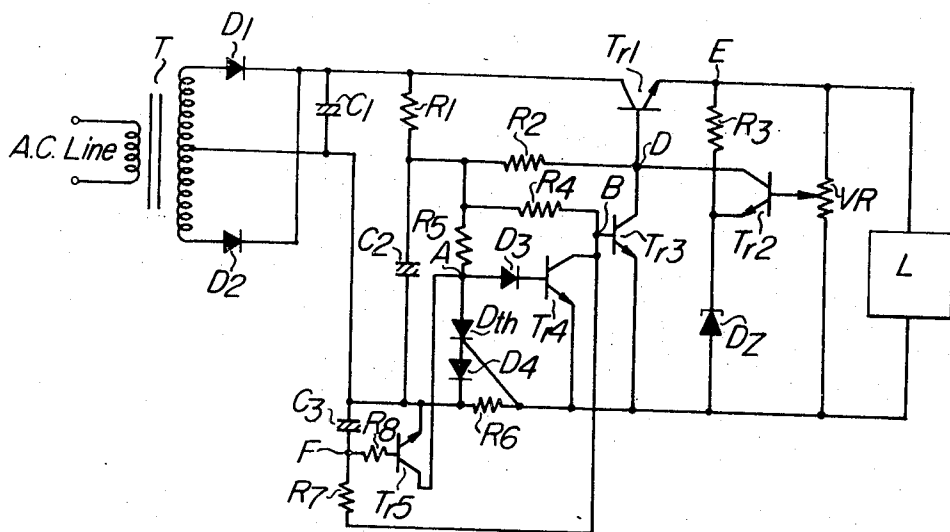 D1
T
Tr1
E
C1
R1
R2
R3
A.C. Line
D
R4
B
VR
R5
D3
Tr3
Tr2
C2
A
L
D2
Tr4
Dth
DZ
D4
C3
R8
R6
F
R7
Tr5